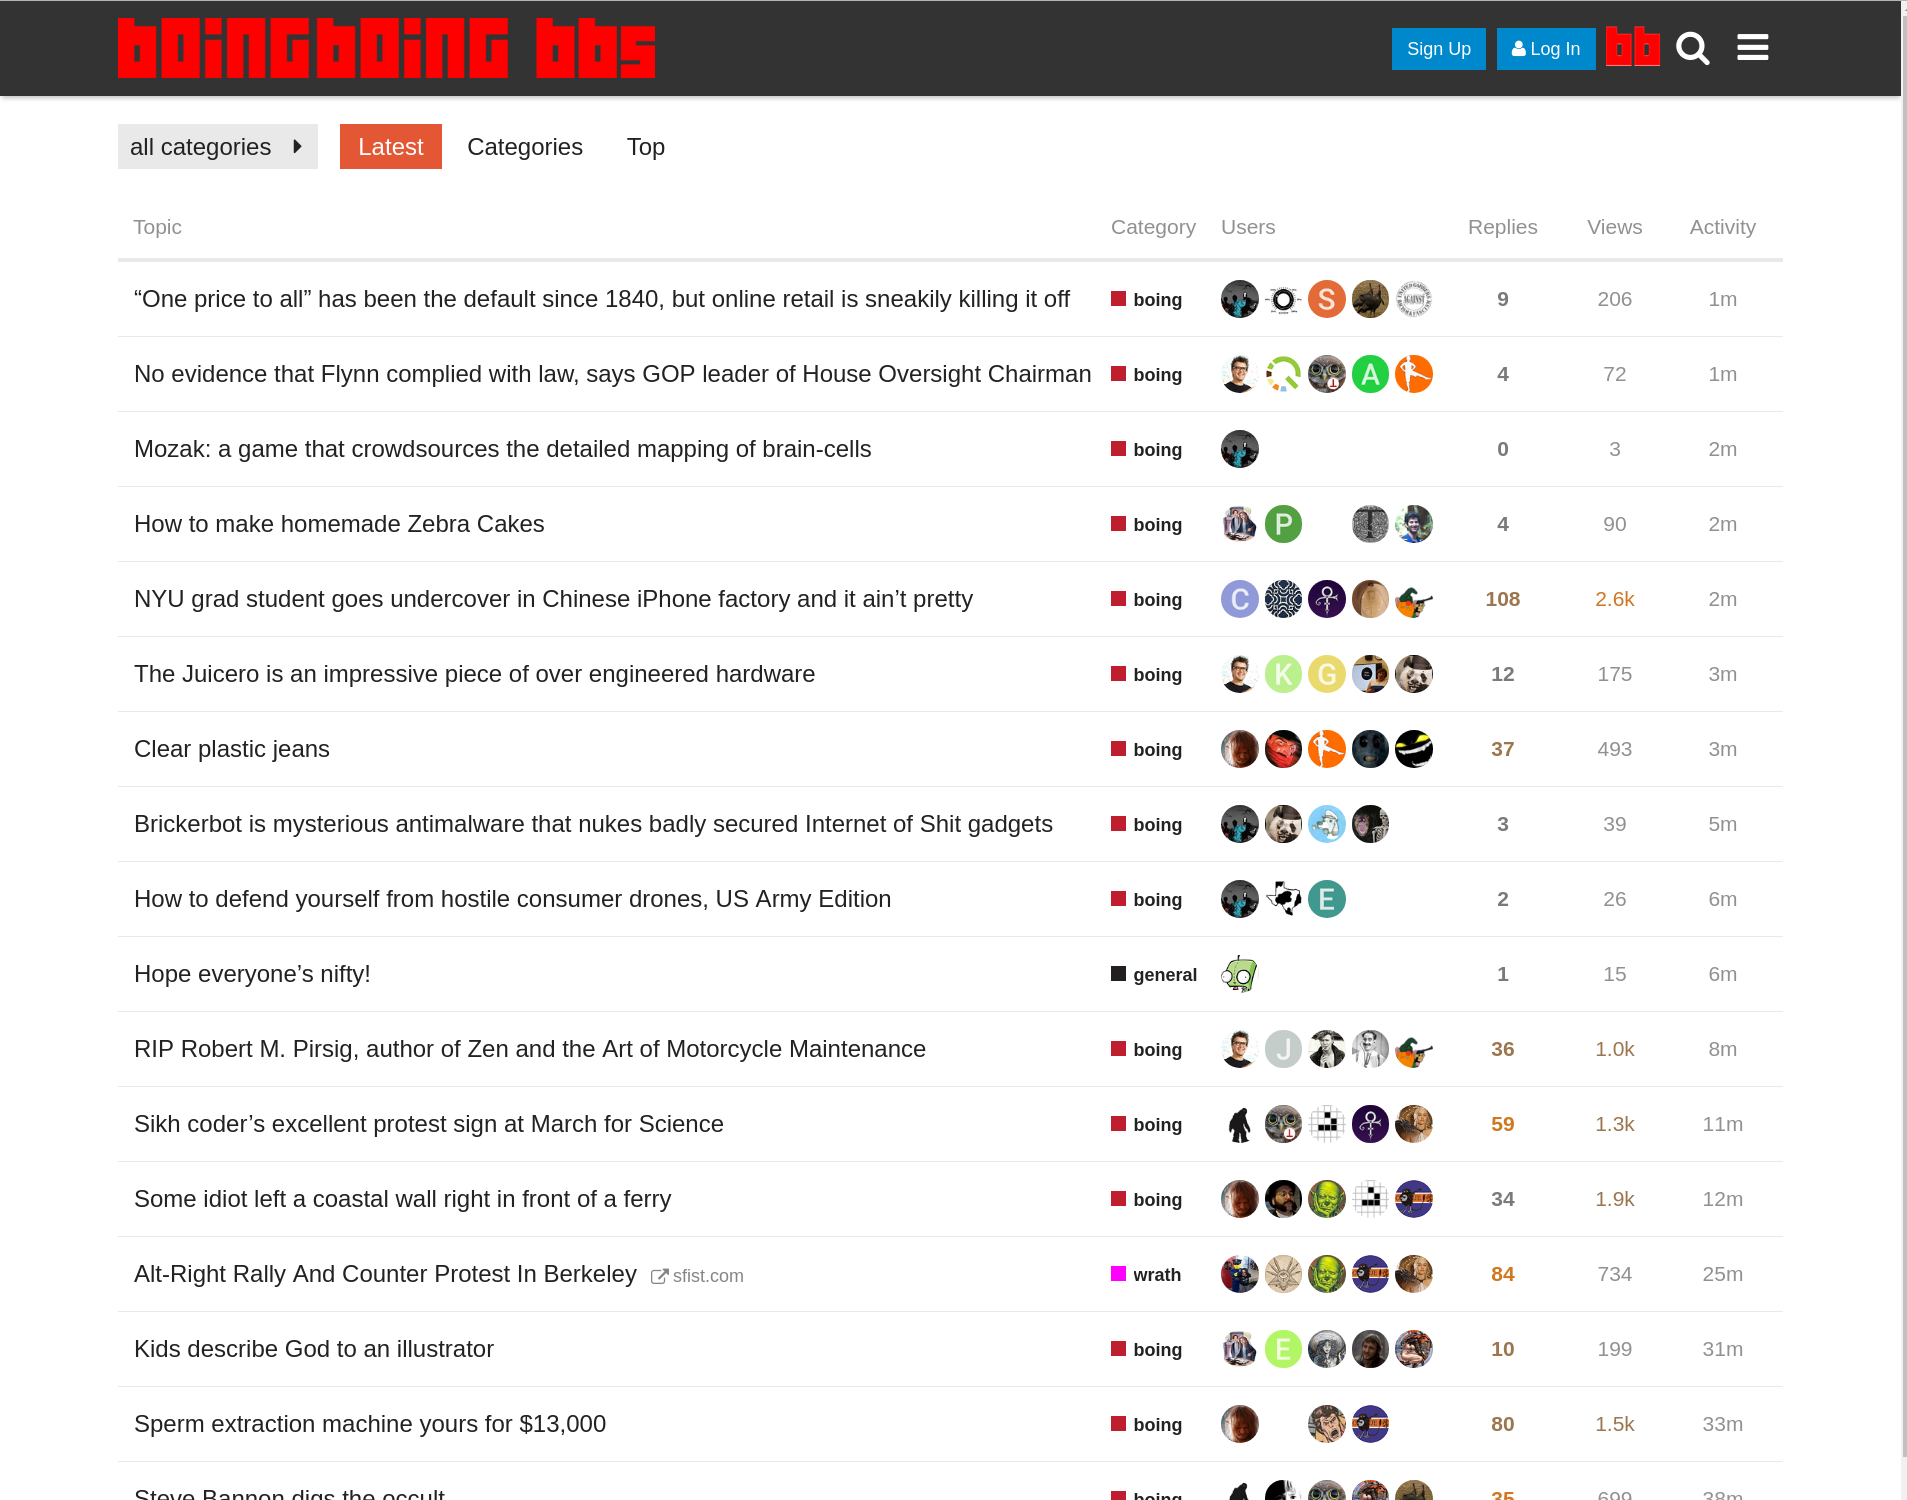 boingboing bbs
Sign Up Log In bb
all categories Latest Categories Top
Topic Category Users Replies Views Activity
“One price to all” has been the default since 1840, but online retail is sneakily killing it off boing S AGAINST 9 206 1m
No evidence that Flynn complied with law, says GOP leader of House Oversight Chairman boing A 4 72 1m
Mozak: a game that crowdsources the detailed mapping of brain-cells boing 0 3 2m
How to make homemade Zebra Cakes boing P T 4 90 2m
NYU grad student goes undercover in Chinese iPhone factory and it ain’t pretty boing C 108 2.6k 2m
The Juicero is an impressive piece of over engineered hardware boing K G 12 175 3m
Clear plastic jeans boing 37 493 3m
Brickerbot is mysterious antimalware that nukes badly secured Internet of Shit gadgets boing 3 39 5m
How to defend yourself from hostile consumer drones, US Army Edition boing E 2 26 6m
Hope everyone’s nifty! general 1 15 6m
RIP Robert M. Pirsig, author of Zen and the Art of Motorcycle Maintenance boing J 36 1.0k 8m
Sikh coder’s excellent protest sign at March for Science boing 59 1.3k 11m
Some idiot left a coastal wall right in front of a ferry boing 34 1.9k 12m
Alt-Right Rally And Counter Protest In Berkeley sfist.com wrath 84 734 25m
Kids describe God to an illustrator boing E 10 199 31m
Sperm extraction machine yours for $13,000 boing 80 1.5k 33m
Steve Bannon digs the occult boing 35 699 38m